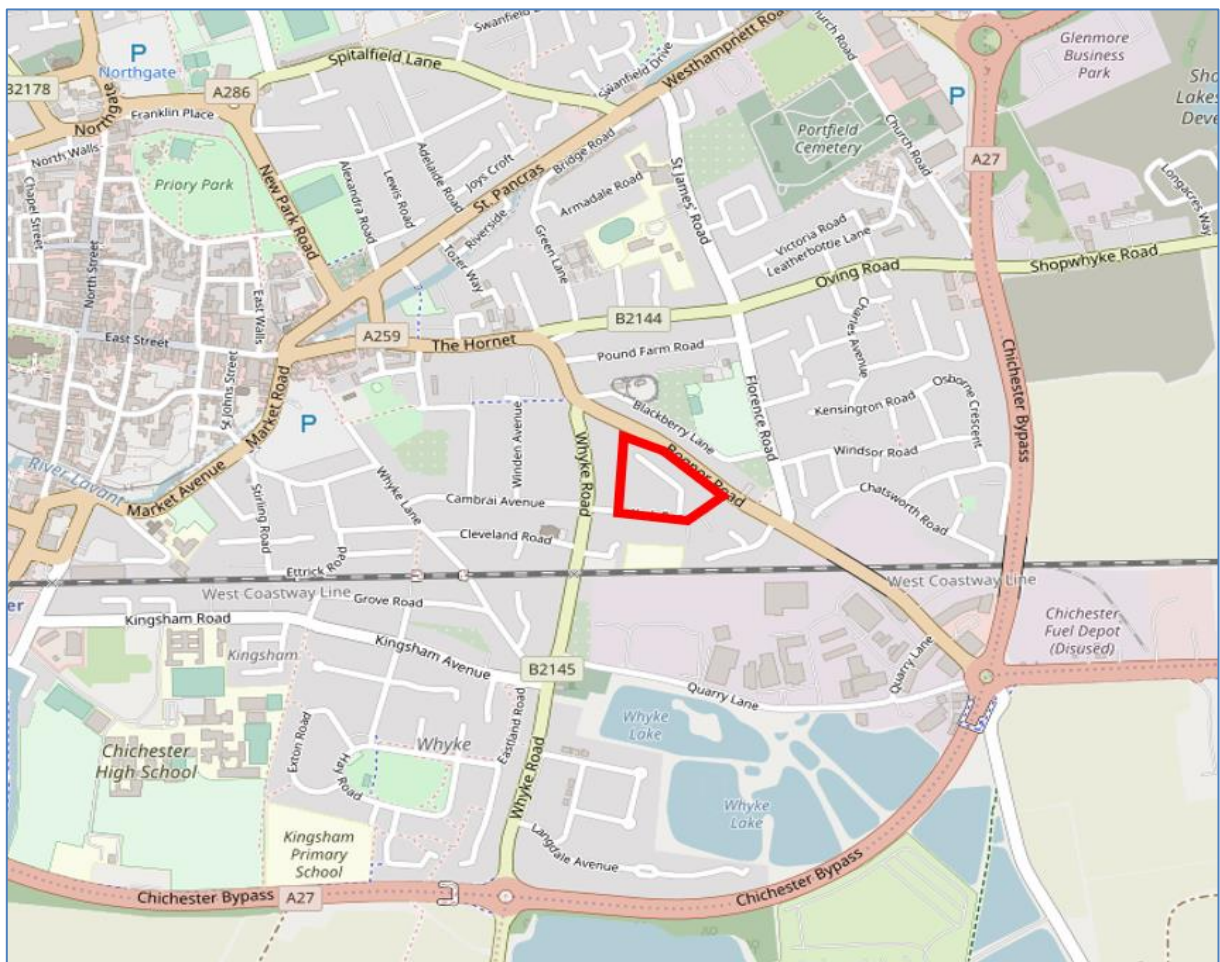 Swanfield
Westhampnett Road
Church Road
Glenmore
Business
Park
P
Northgate
Spitalfield Lane
Swanfield Drive
B2178
A286
Northgate
Franklin Place
P
Portfield
Cemetery
Church Road
North Walls
Priory Park
New Park Road
Alexandra Road
Lewis Road
Adelaide Road
Joys Croft
Bridge Road
St. Pancras
Armadale Road
St James' Road
A27
Longacres Way
Chapel Street
North Street
East Walls
Riverside
Tozer Way
Green Lane
Victoria Road
Leatherbottle Lane
Oving Road
Shopwhyke Road
East Street
A259
The Hornet
B2144
Pound Farm Road
Charles Avenue
Chichester Bypass
St Johns Street
Market Road
P
Winden Avenue
Blackberry Lane
Florence Road
Kensington Road
Osborne Crescent
River Lavant
Market Avenue
Stirling Road
Whyke Lane
Whyke Road
Bognor Road
Windsor Road
Cambrai Avenue
Chatsworth Road
Cleveland Road
Ettrick Road
West Coastway Line
West Coastway Line
Grove Road
Kingsham Road
Kingsham
Kingsham Avenue
B2145
Quarry Lane
Quarry Lane
Chichester
Fuel Depot
(Disused)
Chichester
High School
Exton Road
Hay Road
Whyke
Eastland Road
Whyke Road
Whyke
Lake
Whyke
Lake
Kingsham
Primary
School
Langdale Avenue
Chichester Bypass
A27
Chichester Bypass